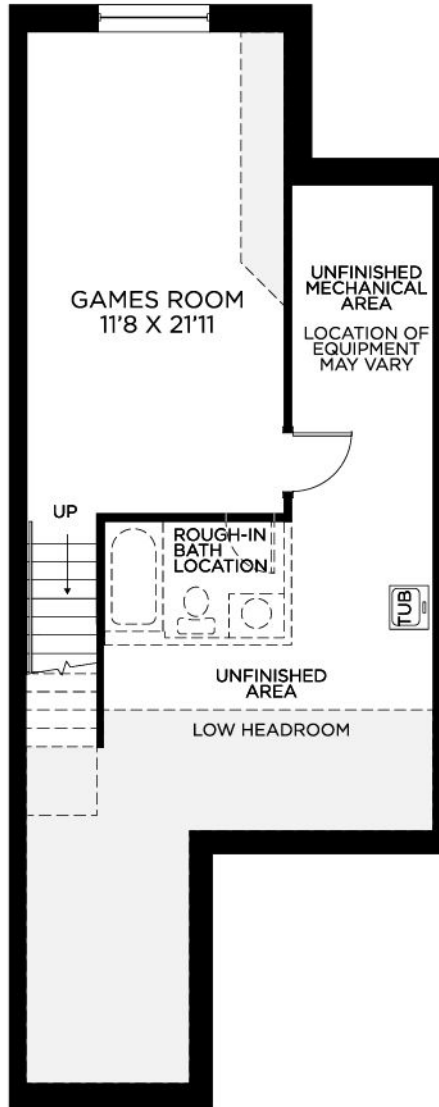 GAMES ROOM
11'8 X 21'11
UNFINISHED
MECHANICAL
AREA
LOCATION OF
EQUIPMENT
MAY VARY
UP
ROUGH-IN
BATH
LOCATION
TUB
UNFINISHED
AREA
LOW HEADROOM